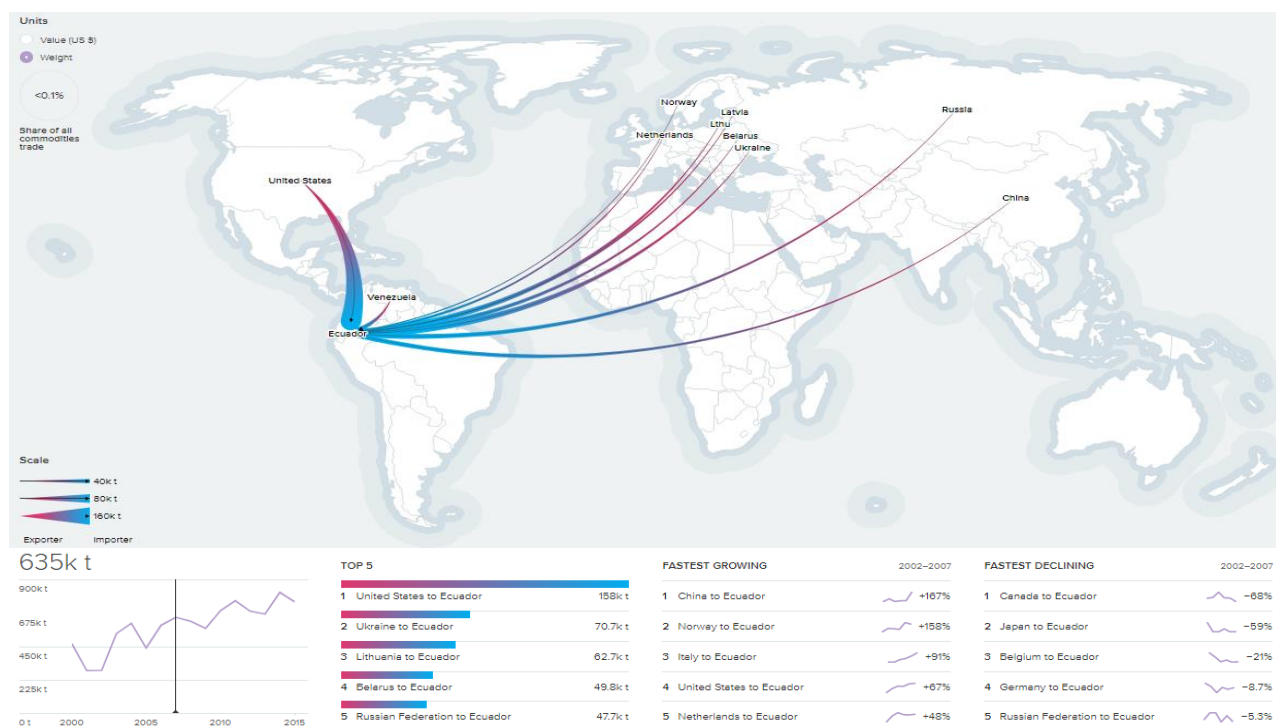 Units
Value (US $)
Weight
<0.1%
Share of all
commodities
trade
Norway
Latvia
Lthu
Netherlands
Belarus
Ukraine
Russia
United States
China
Venezuela
Ecuador
Scale
40k t
80k t
160k t
Exporter Importer
635k t
900k t
675k t
450k t
225k t
0 t 2000 2005 2010 2015
TOP 5
1 United States to Ecuador 158k t
2 Ukraine to Ecuador 70.7k t
3 Lithuania to Ecuador 62.7k t
4 Belarus to Ecuador 49.8k t
5 Russian Federation to Ecuador 47.7k t
FASTEST GROWING 2002–2007
1 China to Ecuador +167%
2 Norway to Ecuador +158%
3 Italy to Ecuador +91%
4 United States to Ecuador +67%
5 Netherlands to Ecuador +48%
FASTEST DECLINING 2002–2007
1 Canada to Ecuador −68%
2 Japan to Ecuador −59%
3 Belgium to Ecuador −21%
4 Germany to Ecuador −8.7%
5 Russian Federation to Ecuador −5.3%